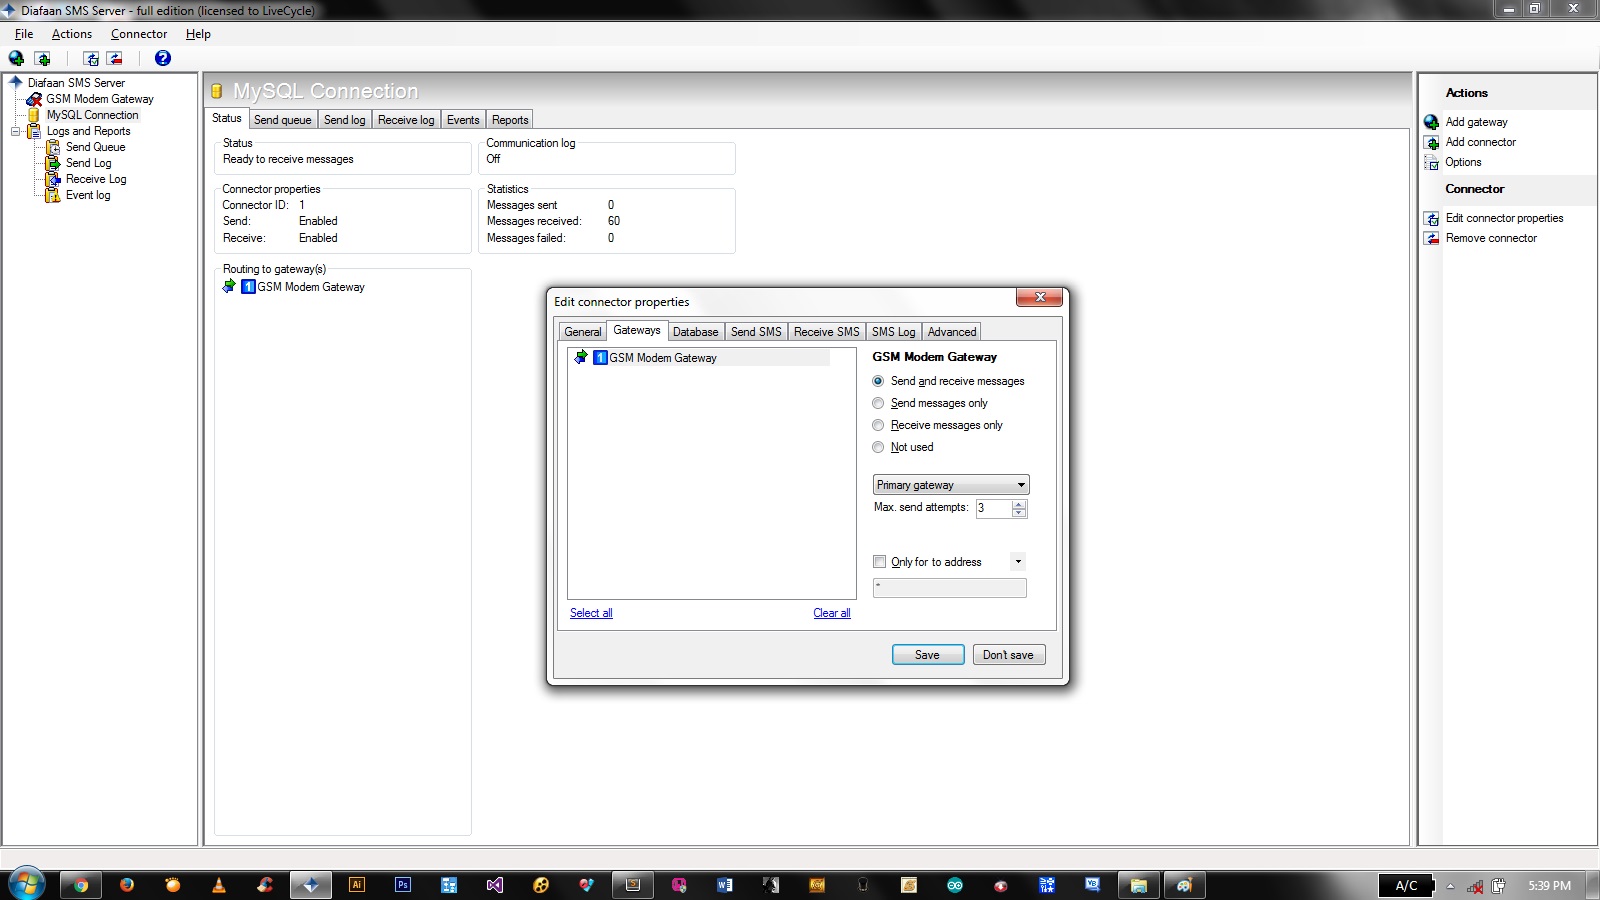 Diafaan SMS Server - full edition (licensed to LiveCycle)
File Actions Connector Help
Diafaan SMS Server
GSM Modem Gateway
MySQL Connection
Logs and Reports
Send Queue
Send Log
Receive Log
Event log
MySQL Connection
Status Send queue Send log Receive log Events Reports
Status
Ready to receive messages
Communication log
Off
Connector properties
Connector ID: 1
Send: Enabled
Receive: Enabled
Statistics
Messages sent 0
Messages received: 60
Messages failed: 0
Routing to gateway(s)
1 GSM Modem Gateway
Edit connector properties
General Gateways Database Send SMS Receive SMS SMS Log Advanced
1 GSM Modem Gateway
Select all Clear all
GSM Modem Gateway
Send and receive messages
Send messages only
Receive messages only
Not used
Primary gateway
Max. send attempts: 3
Only for to address
*
Save Don't save
Actions
Add gateway
Add connector
Options
Connector
Edit connector properties
Remove connector
Ai Ps W VB
A/C 5:39 PM